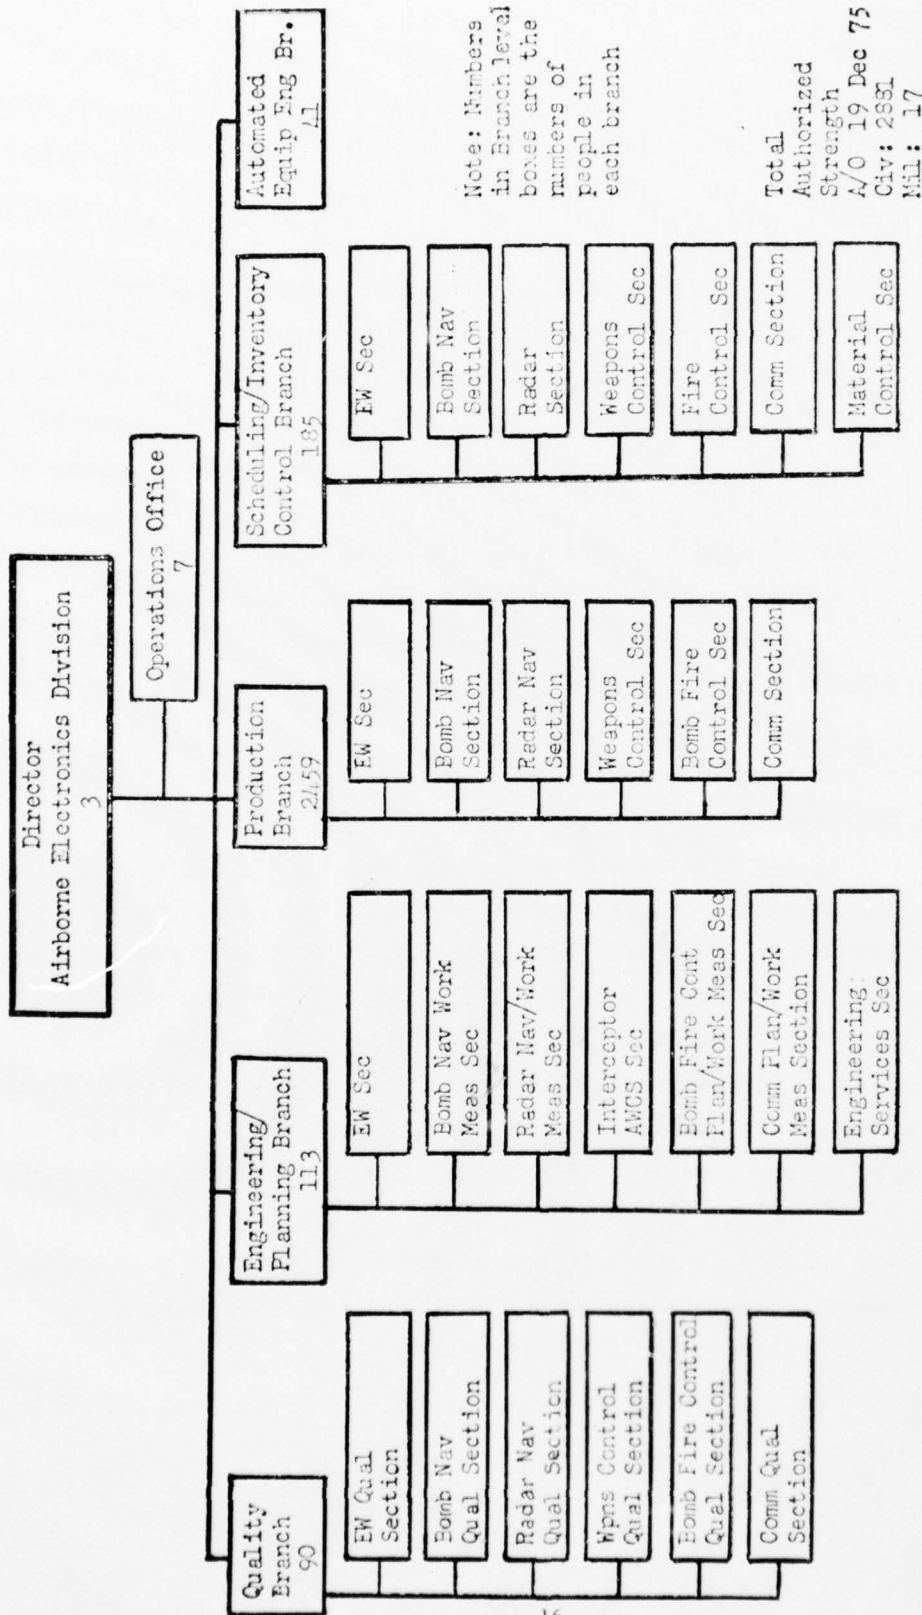 Director
Airborne Electronics Division
3
Operations Office
7
Quality
Branch
90
EW Qual
Section
Bomb Nav
Qual Section
Radar Nav
Qual Section
Wpns Control
Qual Section
Bomb Fire Control
Qual Section
Comm Qual
Section
Engineering/
Planning Branch
113
EW Sec
Bomb Nav Work
Meas Sec
Radar Nav/Work
Meas Sec
Interceptor
AWCS Sec
Bomb Fire Cont
Plan/Work Meas Sec
Comm Plan/Work
Meas Section
Engineering
Services Sec
Production
Branch
2459
EW Sec
Bomb Nav
Section
Radar Nav
Section
Weapons
Control Sec
Bomb Fire
Control Sec
Comm Section
Scheduling/Inventory
Control Branch
185
EW Sec
Bomb Nav
Section
Radar
Section
Weapons
Control Sec
Fire
Control Sec
Comm Section
Material
Control Sec
Automated
Equip Eng Br.
41
Note: Numbers
in Branch level
boxes are the
numbers of
people in
each branch
Total
Authorized
Strength
A/O 19 Dec 75
Civ: 2881
Mil: 17